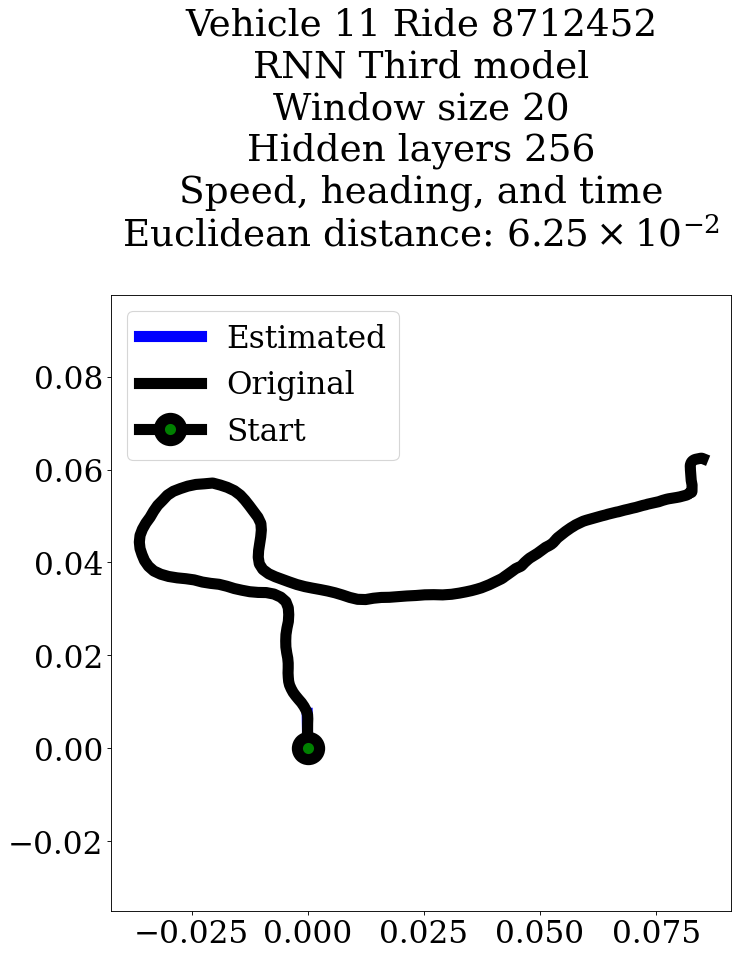 Vehicle 11 Ride 8712452
RNN Third model
Window size 20
Hidden layers 256
Speed, heading, and time
Euclidean distance: 6.25 × 10⁻²
Estimated
Original
Start
0.08
0.06
0.04
0.02
0.00
−0.02
−0.025 0.000 0.025 0.050 0.075